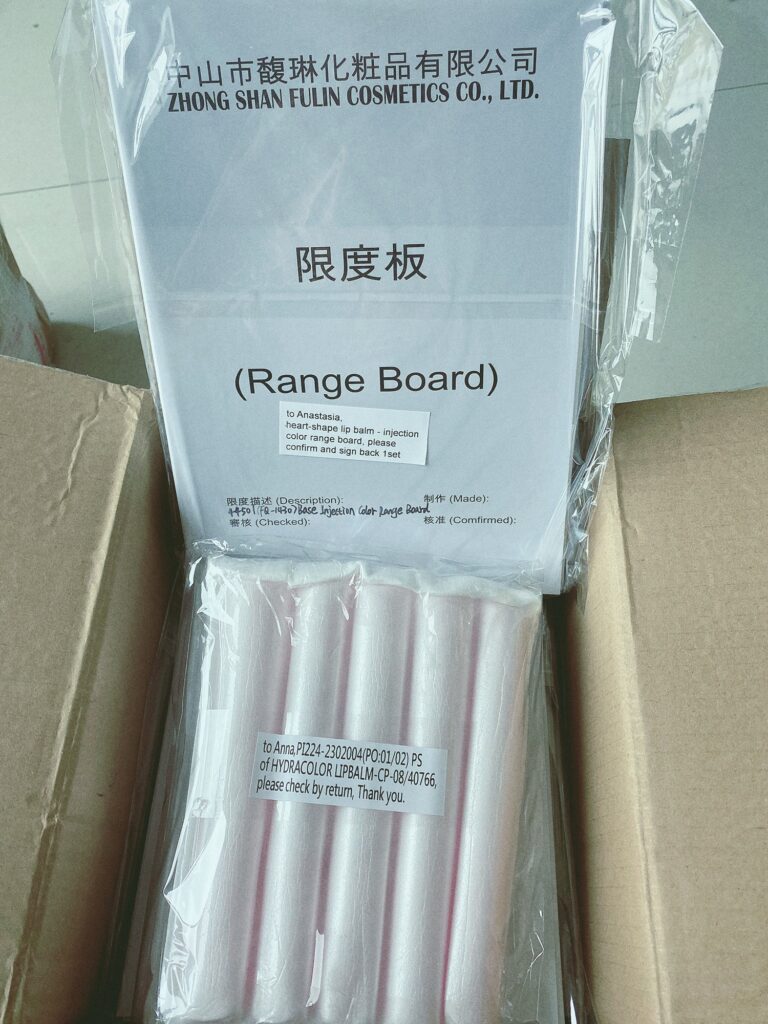 中山市馥琳化粧品有限公司
ZHONG SHAN FULIN COSMETICS CO., LTD.
限度板
(Range Board)
to Anastasia,
heart-shape lip balm - injection
color range board, please
confirm and sign back 1set
限度描述 (Description):
制作 (Made):
44501(FQ-1430) Base Injection Color Range Board
審核 (Checked):
核准 (Comfirmed):
to Anna,PI224-2302004(PO:01/02) PS
of HYDRACOLOR LIPBALM-CP-08/40766,
please check by return, Thank you.